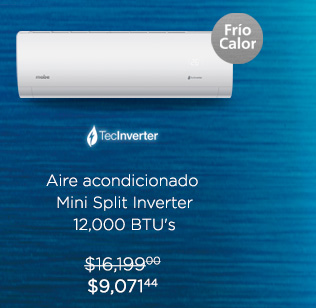 Frío
Calor
TecInverter
Aire acondicionado
Mini Split Inverter
12,000 BTU's
$16,199⁰⁰
$9,071⁴⁴